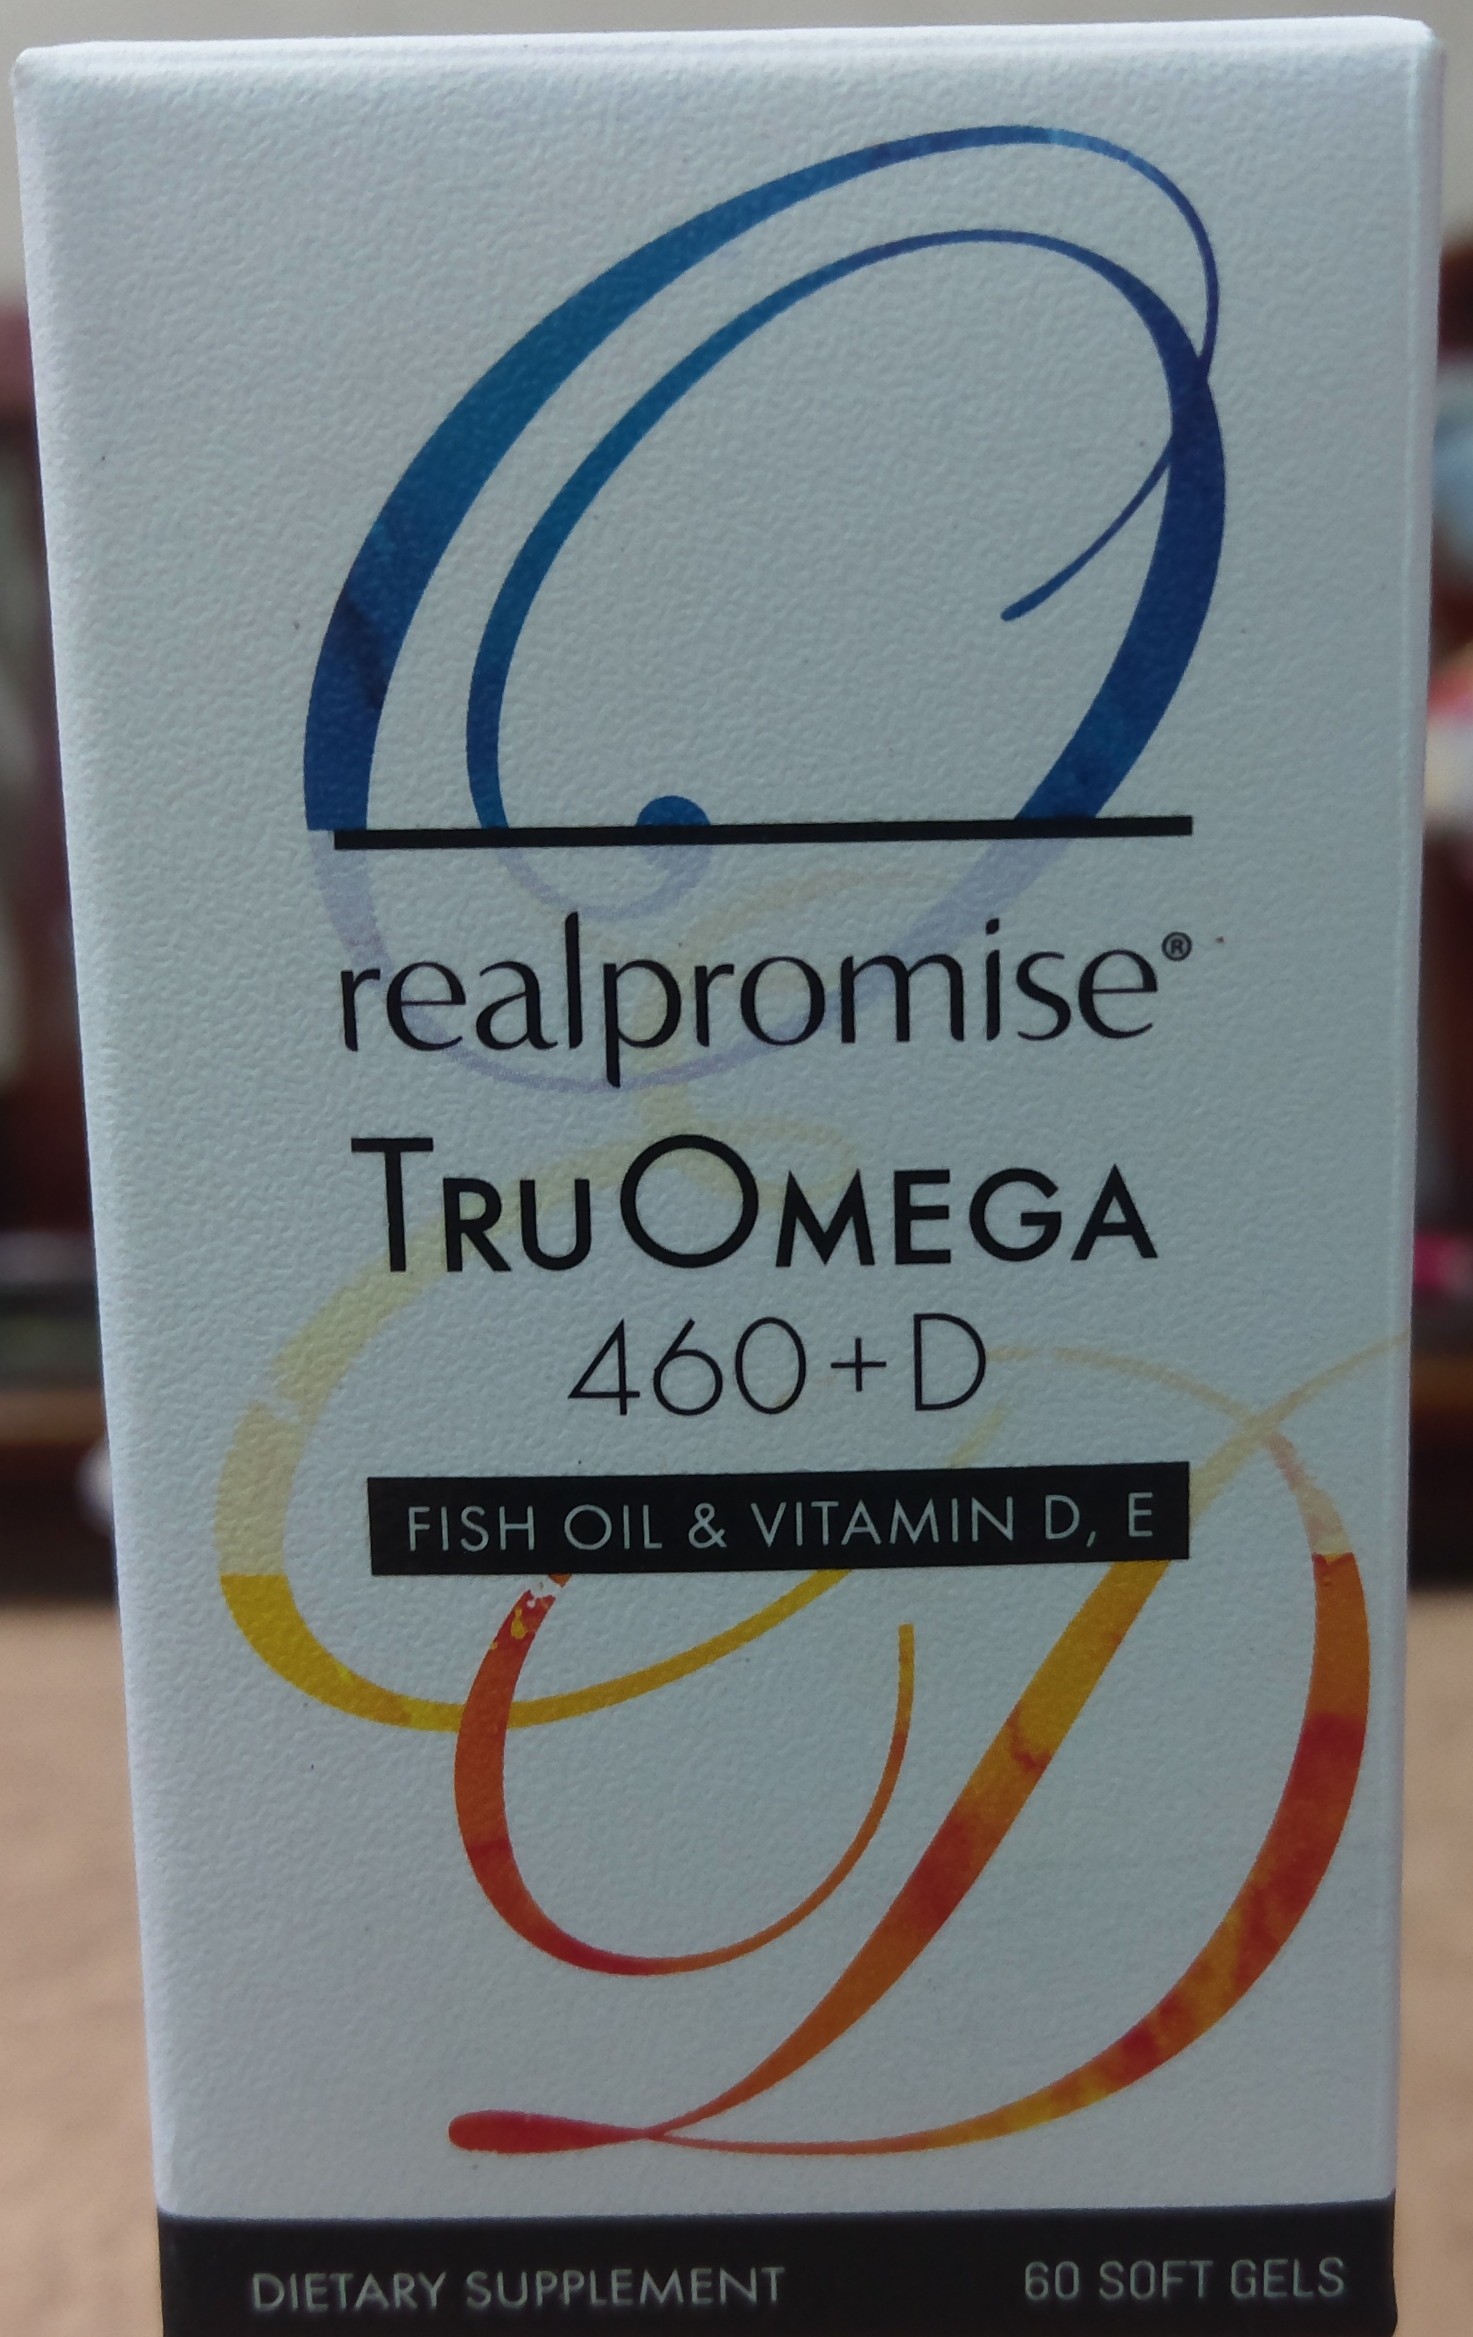 realpromise®
TRUOMEGA
460+D
FISH OIL & VITAMIN D, E
DIETARY SUPPLEMENT
60 SOFT GELS